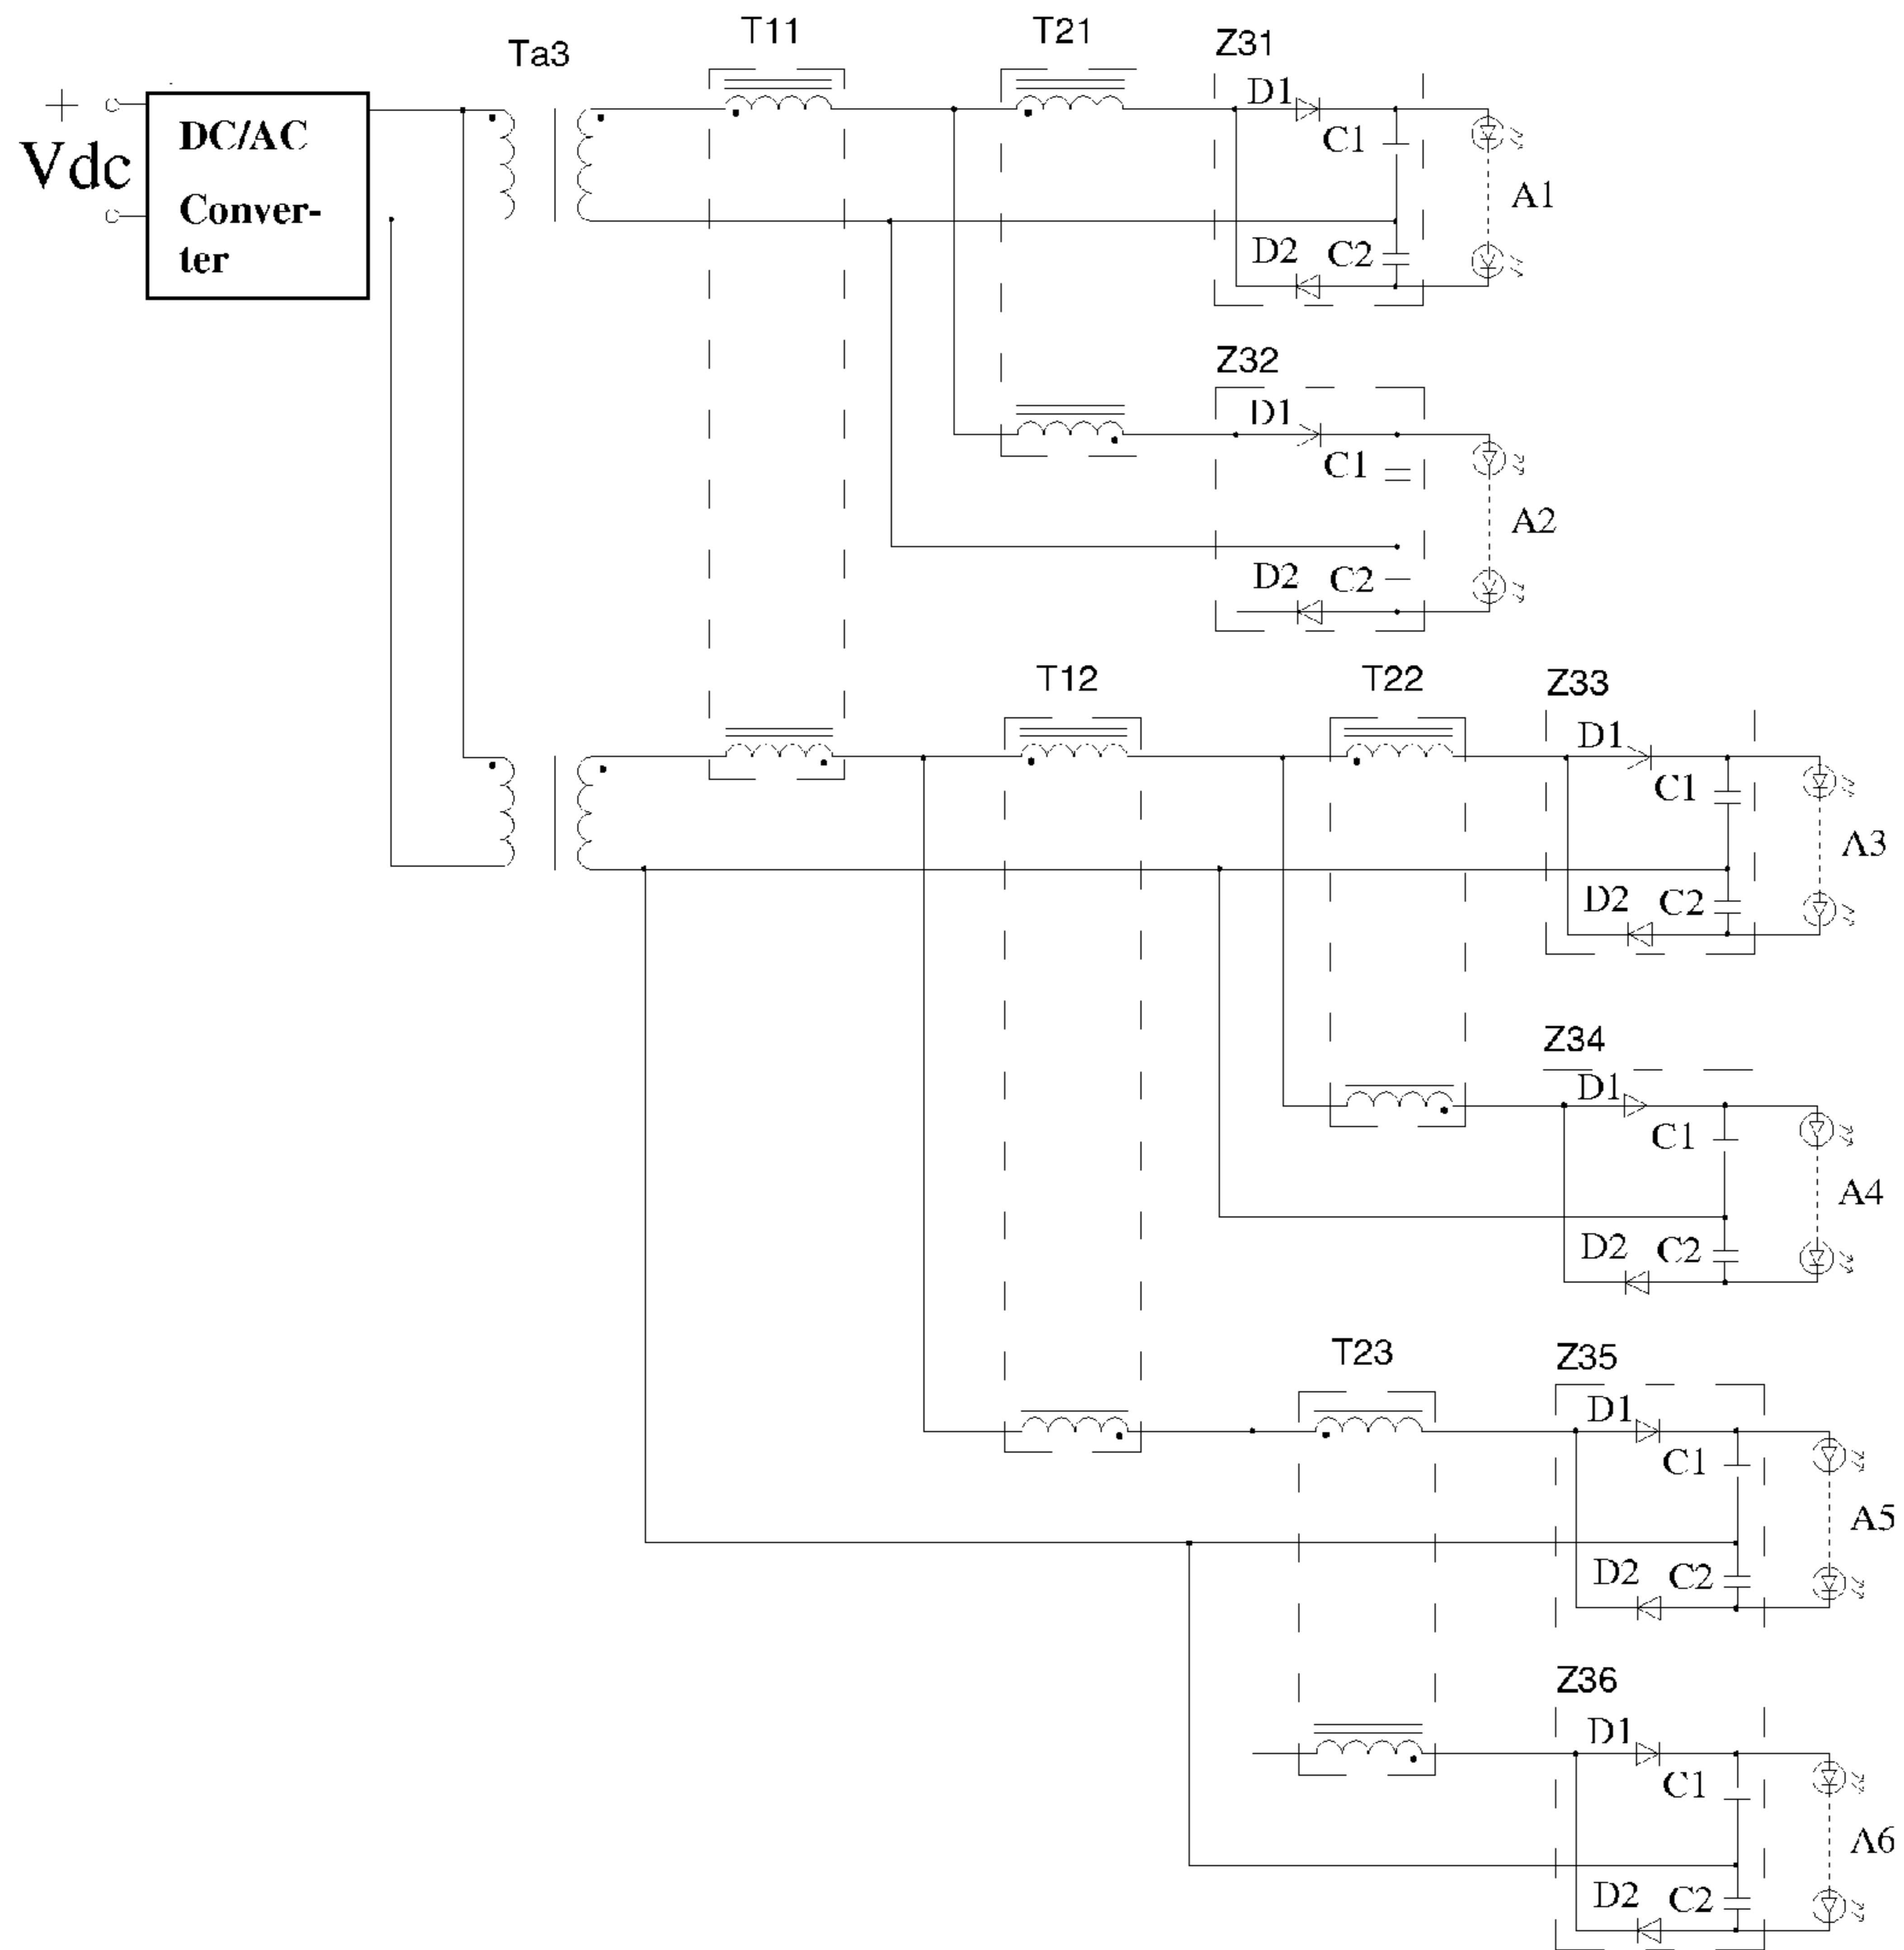 T11
T21
Ta3
Z31
+
D1
DC/AC
C1
Vdc
A1
Conver-
ter
D2
C2
Z32
D1
C1
A2
D2
C2
T12
T22
Z33
D1
C1
A3
D2
C2
Z34
D1
C1
A4
D2
C2
T23
Z35
D1
C1
A5
D2
C2
Z36
D1
C1
A6
D2
C2